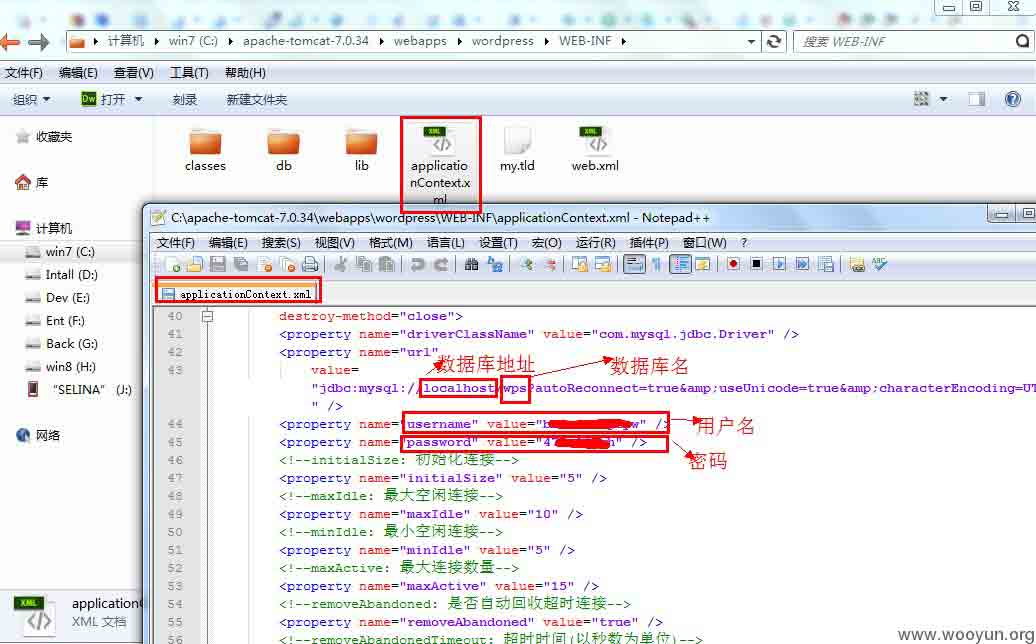 计算机 win7 (C:) apache-tomcat-7.0.34 webapps wordpress WEB-INF
搜索 WEB-INF
文件(F) 编辑(E) 查看(V) 工具(T) 帮助(H)
组织 Dw 打开 刻录 新建文件夹
收藏夹
库
计算机
win7 (C:)
Intall (D:)
Dev (E:)
Ent (F:)
Back (G:)
win8 (H:)
“SELINA” (J:)
网络
classes
db
lib
XML
applicatio
nContext.x
ml
my.tld
XML
web.xml
C:\apache-tomcat-7.0.34\webapps\wordpress\WEB-INF\applicationContext.xml - Notepad++
文件(F) 编辑(E) 搜索(S) 视图(V) 格式(M) 语言(L) 设置(T) 宏(O) 运行(R) 插件(P) 窗口(W) ?
applicationContext.xml
40 destroy-method="close">
41 <property name="driverClassName" value="com.mysql.jdbc.Driver" />
42 <property name="url"
数据库地址 数据库名
43 value=
"jdbc:mysql://localhost/wps?autoReconnect=true&amp;useUnicode=true&amp;characterEncoding=UT
" />
44 <property name="username" value="b w" />
用户名
45 <property name="password" value="4 h" />
密码
46 <!--initialSize: 初始化连接-->
47 <property name="initialSize" value="5" />
48 <!--maxIdle: 最大空闲连接-->
49 <property name="maxIdle" value="10" />
50 <!--minIdle: 最小空闲连接-->
51 <property name="minIdle" value="5" />
52 <!--maxActive: 最大连接数量-->
53 <property name="maxActive" value="15" />
54 <!--removeAbandoned: 是否自动回收超时连接-->
55 <property name="removeAbandoned" value="true" />
56 <!--removeAbandonedTimeout: 超时时间(以秒数为单位)-->
XML
application
XML 文档
www.wooyun.org